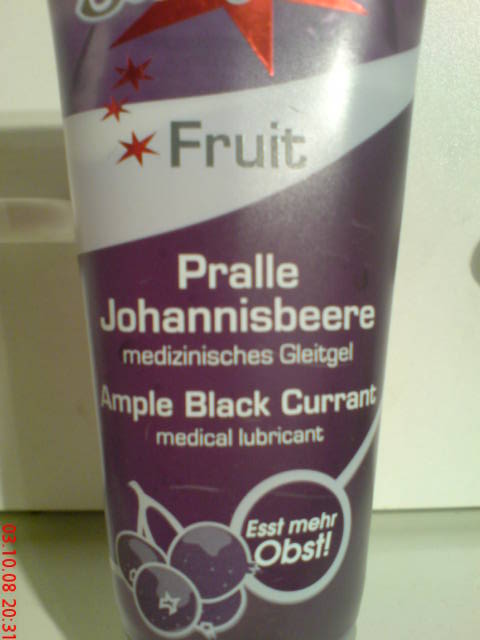 Fruit
Pralle
Johannisbeere
medizinisches Gleitgel
Ample Black Currant
medical lubricant
Esst mehr
Obst!
03.10.08 20:31